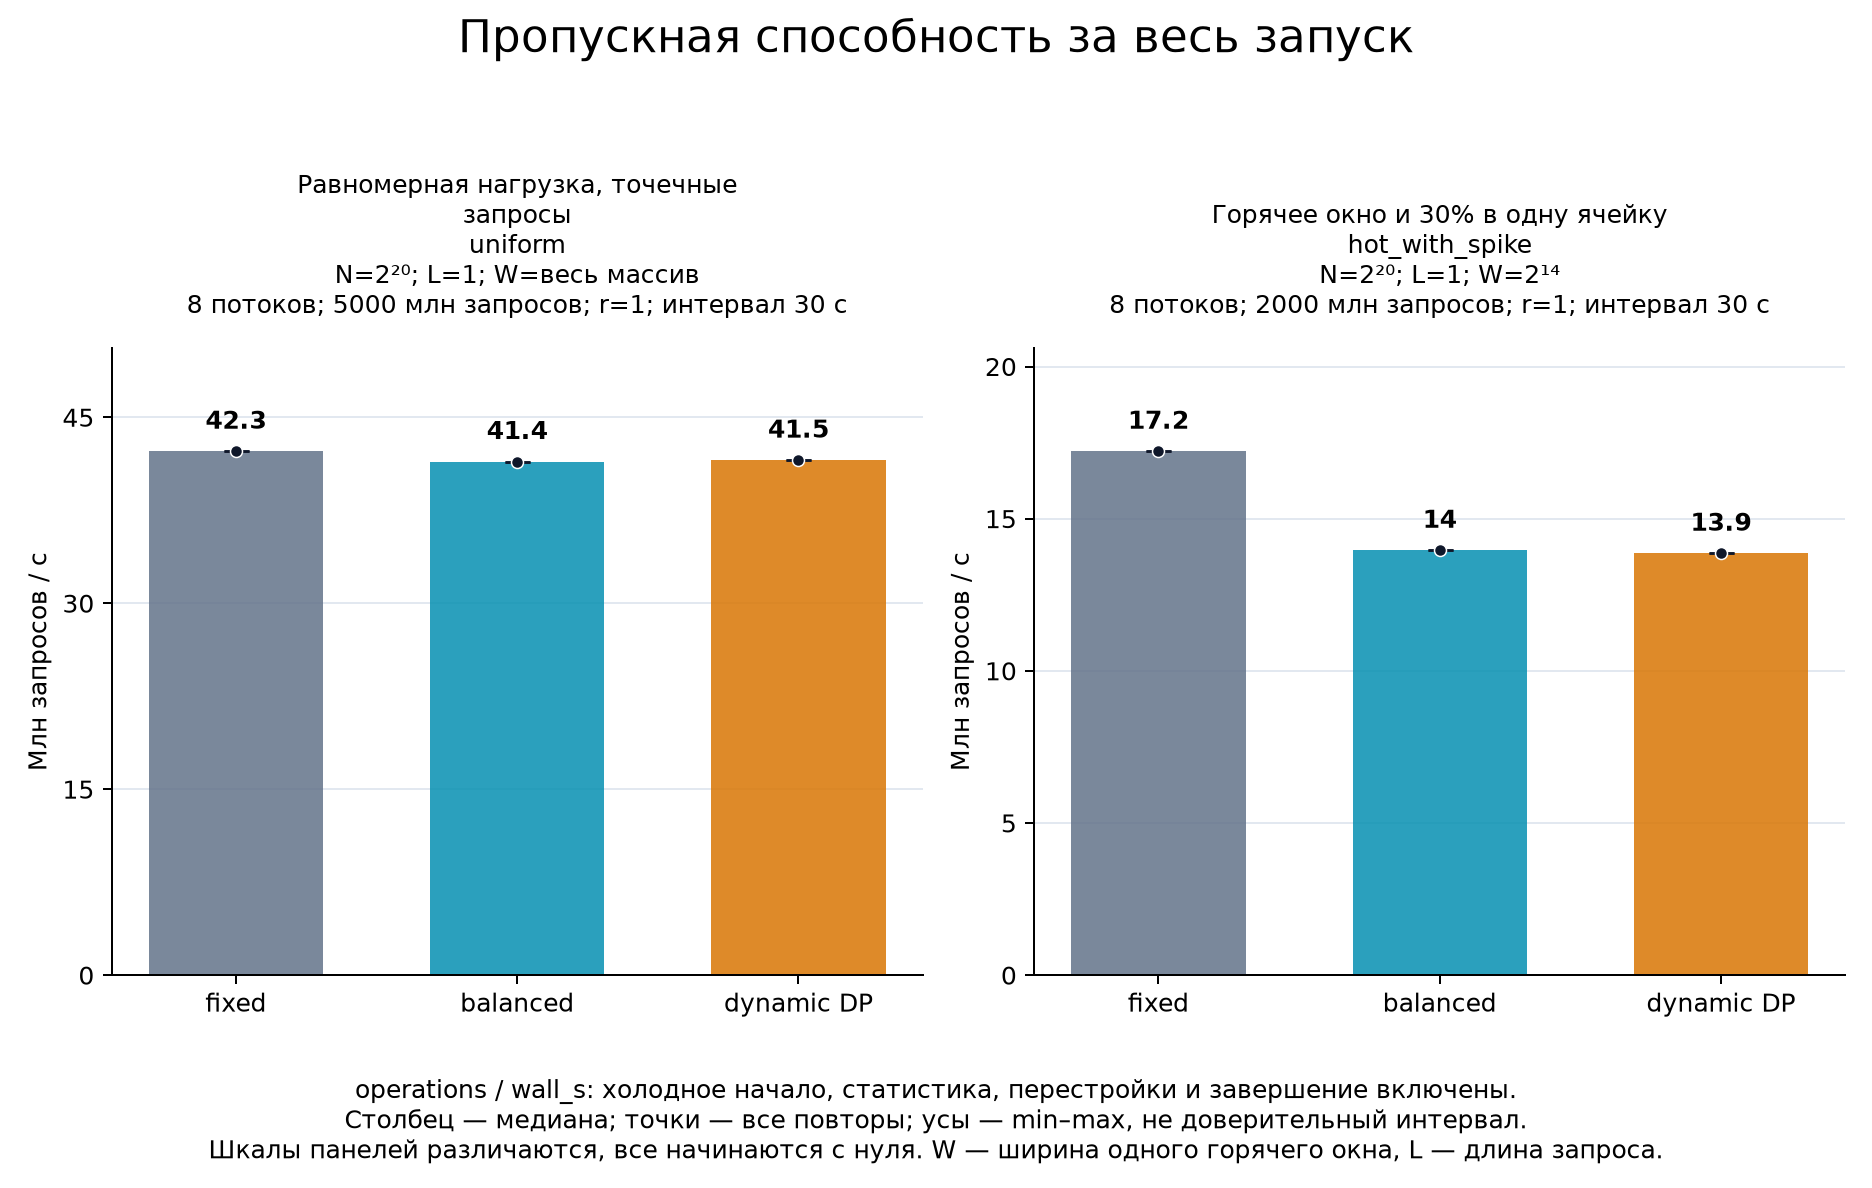 Пропускная способность за весь запуск
Равномерная нагрузка, точечные
запросы
uniform
N=2²⁰; L=1; W=весь массив
8 потоков; 5000 млн запросов; r=1; интервал 30 с
Млн запросов / с
45
30
15
0
42.3
41.4
41.5
fixed
balanced
dynamic DP
Горячее окно и 30% в одну ячейку
hot_with_spike
N=2²⁰; L=1; W=2¹⁴
8 потоков; 2000 млн запросов; r=1; интервал 30 с
Млн запросов / с
20
15
10
5
0
17.2
14
13.9
fixed
balanced
dynamic DP
operations / wall_s: холодное начало, статистика, перестройки и завершение включены.
Столбец — медиана; точки — все повторы; усы — min–max, не доверительный интервал.
Шкалы панелей различаются, все начинаются с нуля. W — ширина одного горячего окна, L — длина запроса.